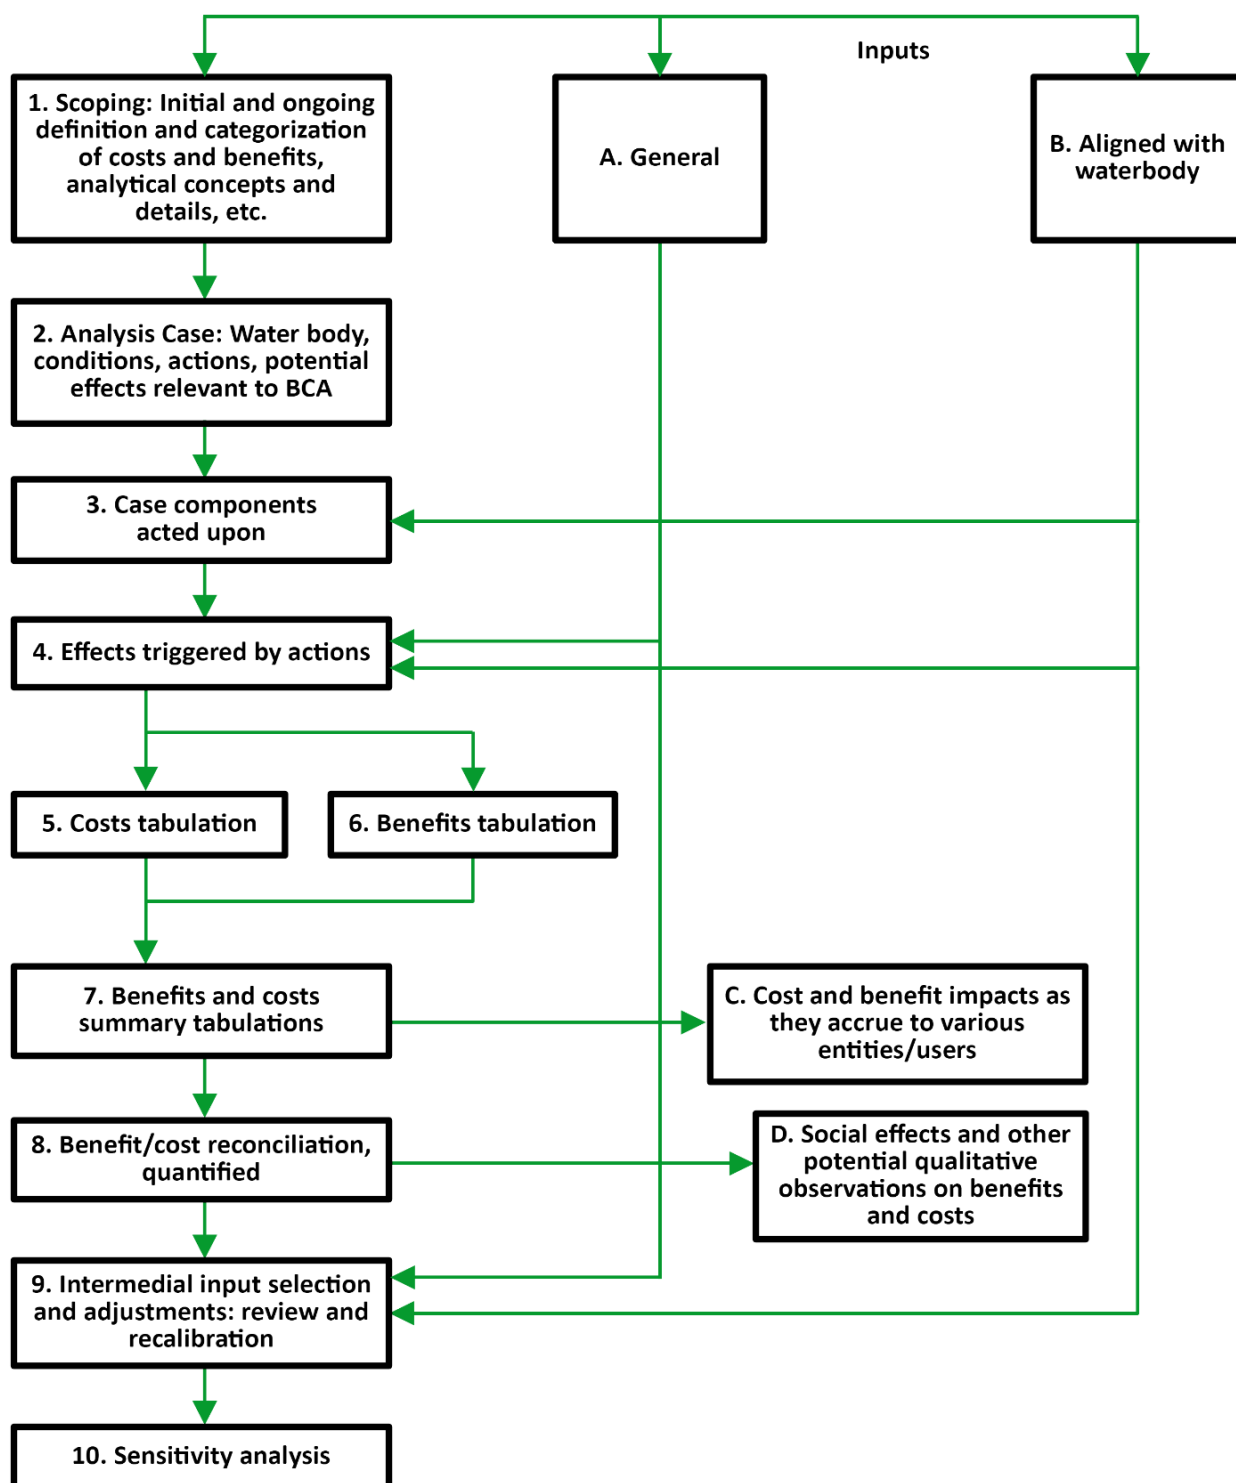 Inputs
1. Scoping: Initial and ongoing
definition and categorization
of costs and benefits,
analytical concepts and
details, etc.
A. General
B. Aligned with
waterbody
2. Analysis Case: Water body,
conditions, actions, potential
effects relevant to BCA
3. Case components
acted upon
4. Effects triggered by actions
5. Costs tabulation
6. Benefits tabulation
7. Benefits and costs
summary tabulations
C. Cost and benefit impacts as
they accrue to various
entities/users
8. Benefit/cost reconciliation,
quantified
D. Social effects and other
potential qualitative
observations on benefits
and costs
9. Intermedial input selection
and adjustments: review and
recalibration
10. Sensitivity analysis